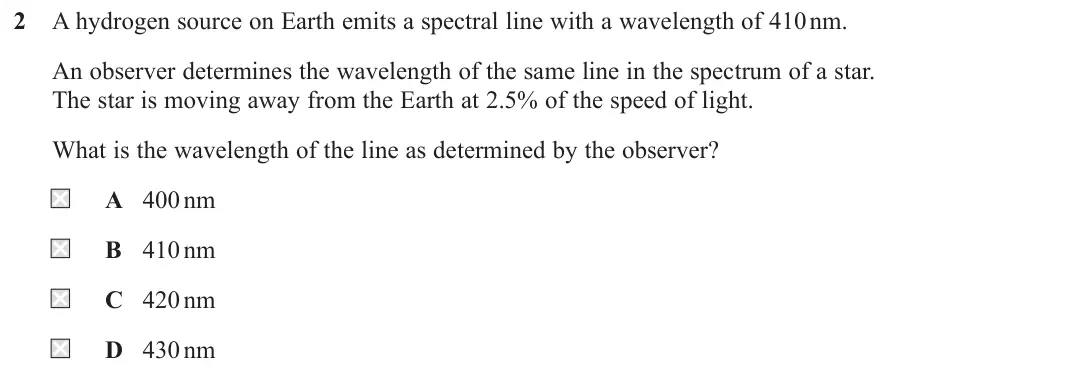 2 A hydrogen source on Earth emits a spectral line with a wavelength of 410 nm.
An observer determines the wavelength of the same line in the spectrum of a star.
The star is moving away from the Earth at 2.5% of the speed of light.
What is the wavelength of the line as determined by the observer?
A 400 nm
B 410 nm
C 420 nm
D 430 nm